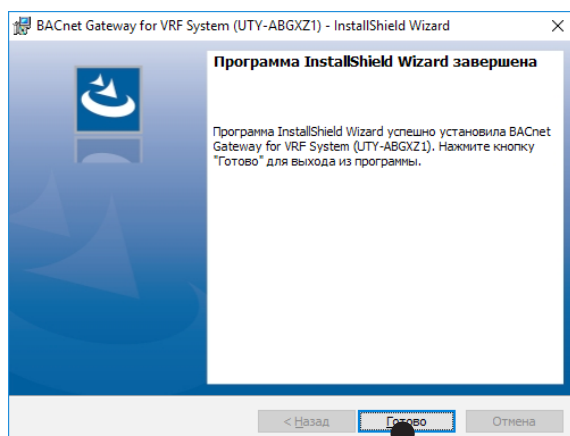 BACnet Gateway for VRF System (UTY-ABGXZ1) - InstallShield Wizard
Программа InstallShield Wizard завершена
Программа InstallShield Wizard успешно установила BACnet
Gateway for VRF System (UTY-ABGXZ1). Нажмите кнопку
"Готово" для выхода из программы.
< Назад Готово Отмена